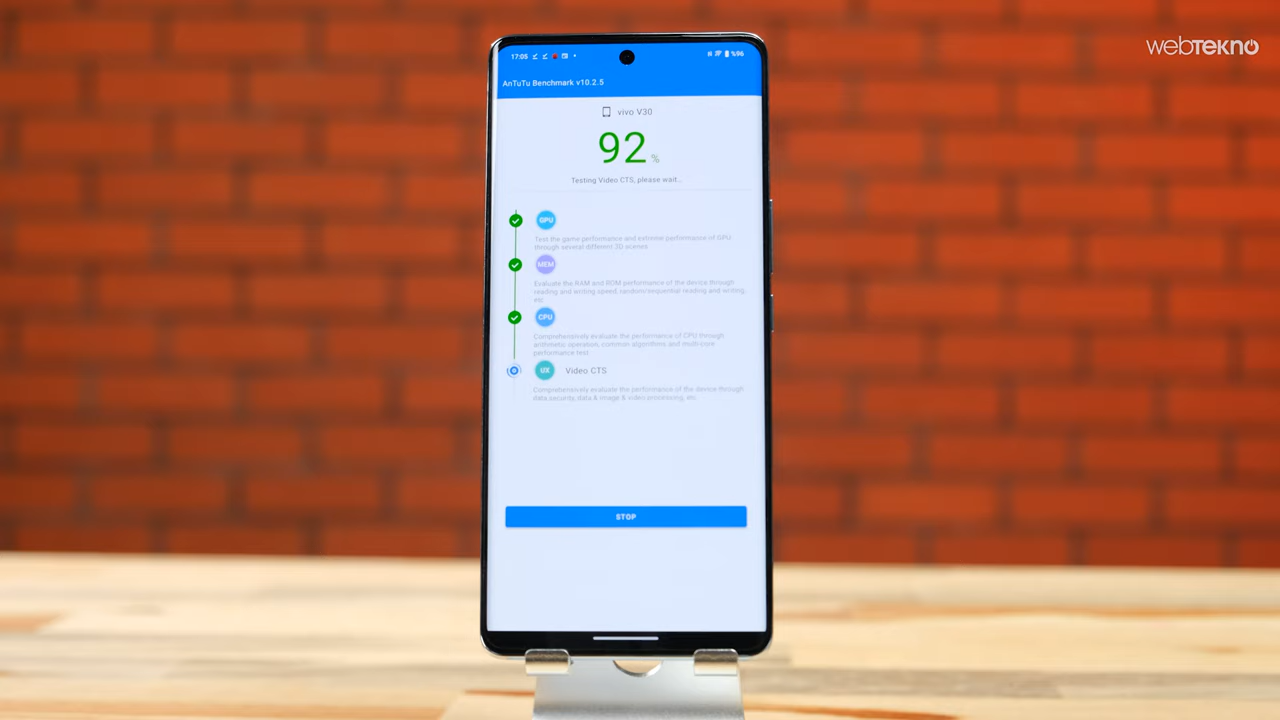 webtekno
17:05
%96
AnTuTu Benchmark v10.2.5
vivo V30
92 %
Testing Video CTS, please wait...
GPU
Test the game performance and extreme performance of GPU
through several different 3D scenes
MEM
Evaluate the RAM and ROM performance of the device through
reading and writing speed, random/sequential reading and writing,
etc
CPU
Comprehensively evaluate the performance of CPU through
arithmetic operation, common algorithms and multi-core
performance test
UX Video CTS
Comprehensively evaluate the performance of the device through
data security, data & image & video processing, etc.
STOP